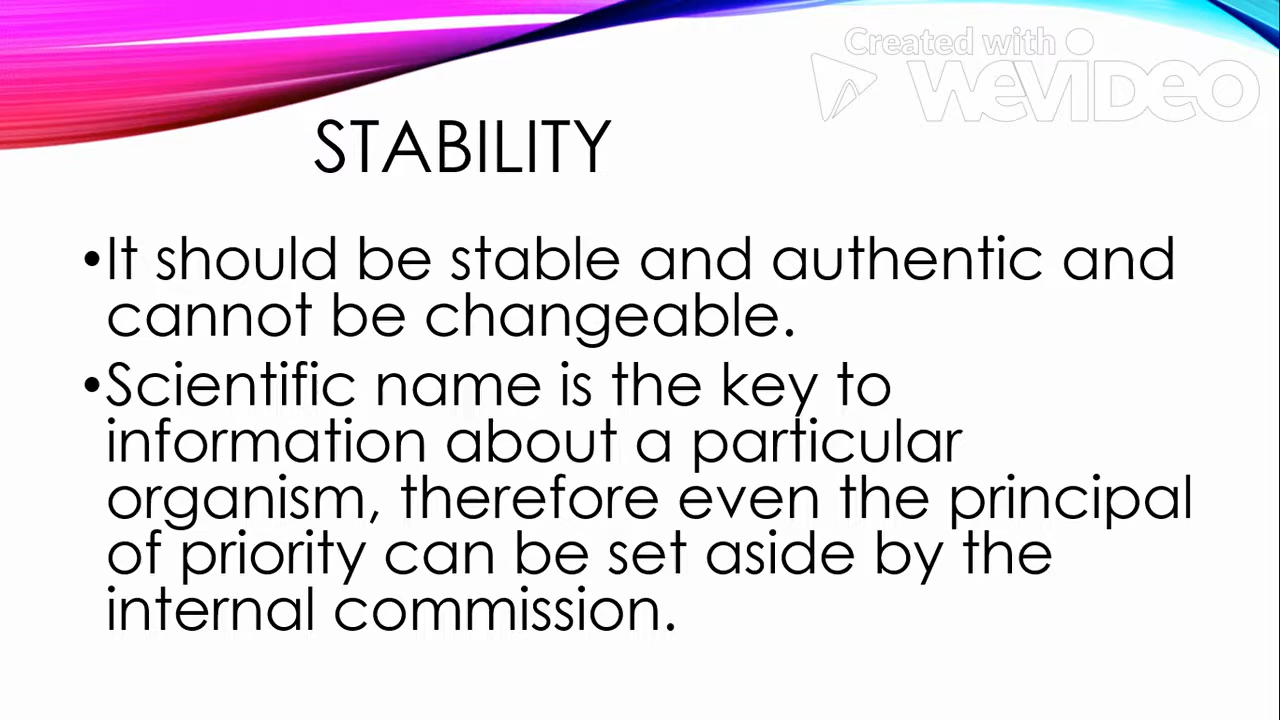 Created with
WEVIDEO
STABILITY
•It should be stable and authentic and
cannot be changeable.
•Scientific name is the key to
information about a particular
organism, therefore even the principal
of priority can be set aside by the
internal commission.